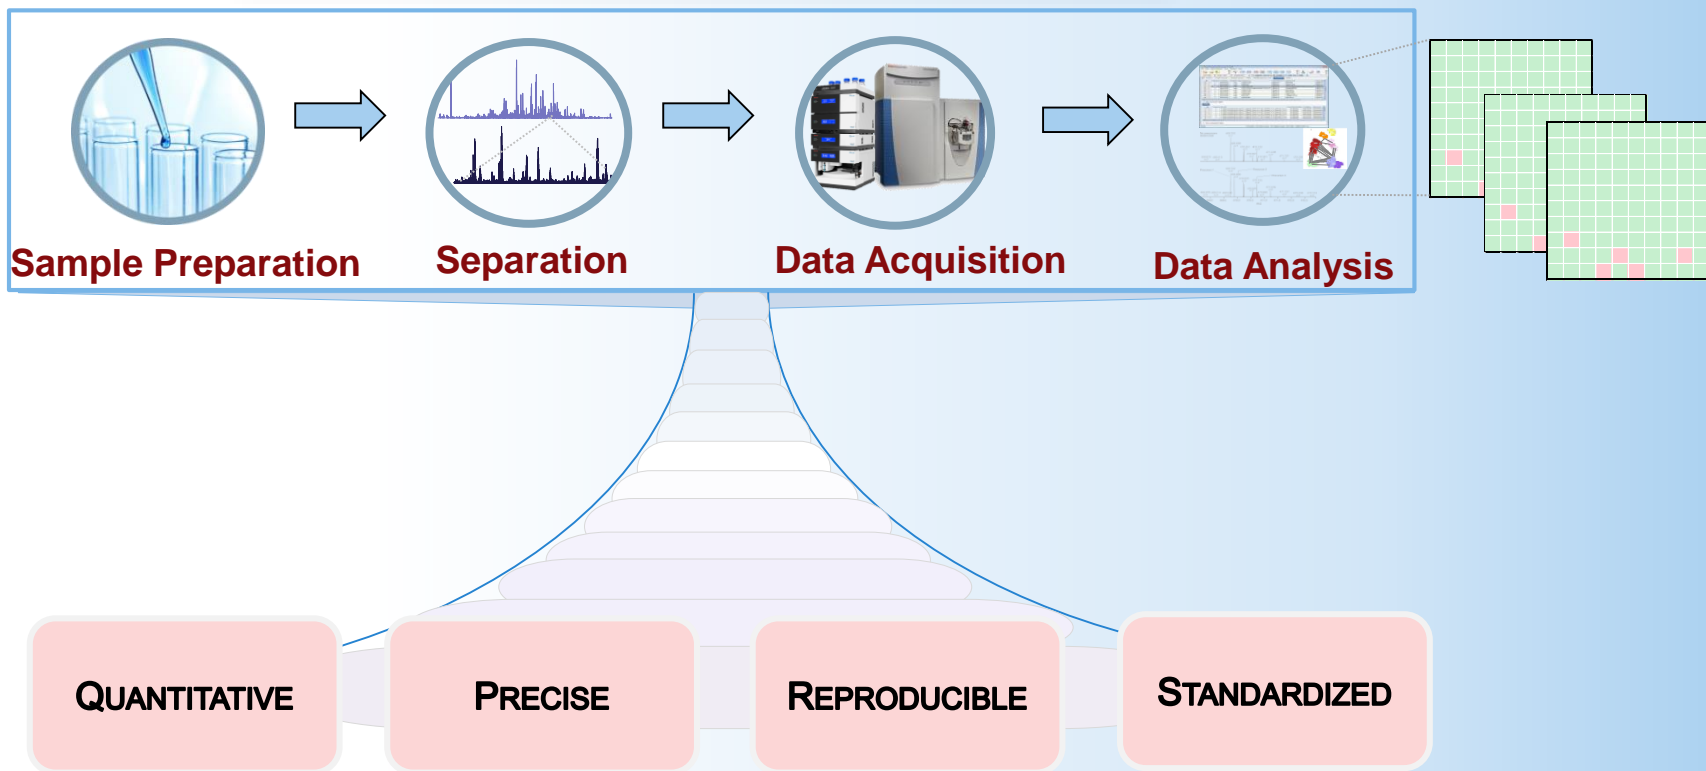 Sample Preparation
Separation
Data Acquisition
Data Analysis
QUANTITATIVE
PRECISE
REPRODUCIBLE
STANDARDIZED